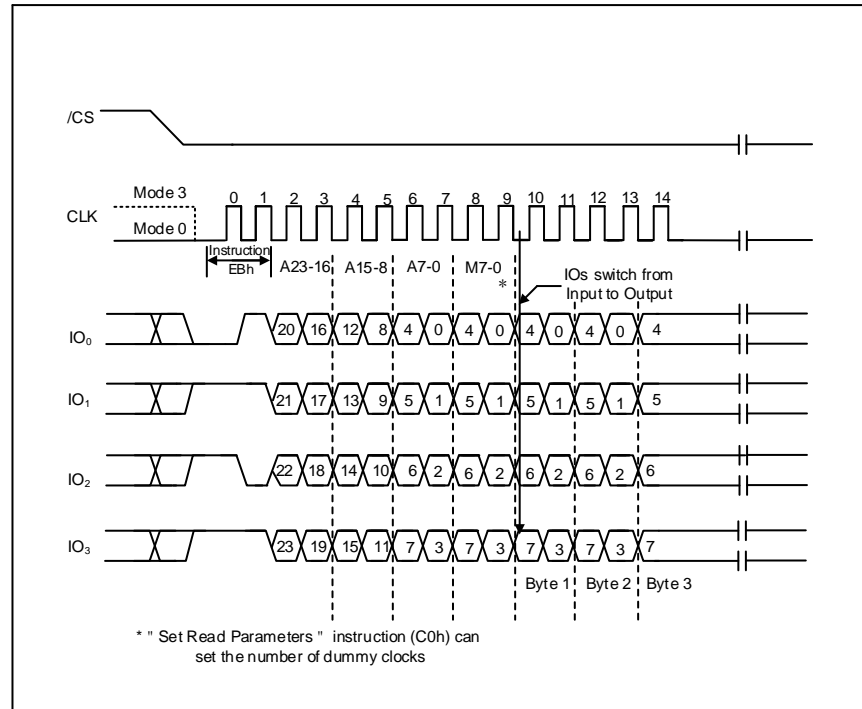 /CS
Mode 3
CLK
Mode 0
0 1 2 3 4 5 6 7 8 9 10 11 12 13 14
Instruction
EBh
A23-16 A15-8 A7-0 M7-0
*
IOs switch from
Input to Output
IO₀ 20 16 12 8 4 0 4 0 4 0 4 0 4
IO₁ 21 17 13 9 5 1 5 1 5 1 5 1 5
IO₂ 22 18 14 10 6 2 6 2 6 2 6 2 6
IO₃ 23 19 15 11 7 3 7 3 7 3 7 3 7
Byte 1 Byte 2 Byte 3
* " Set Read Parameters " instruction (C0h) can
set the number of dummy clocks